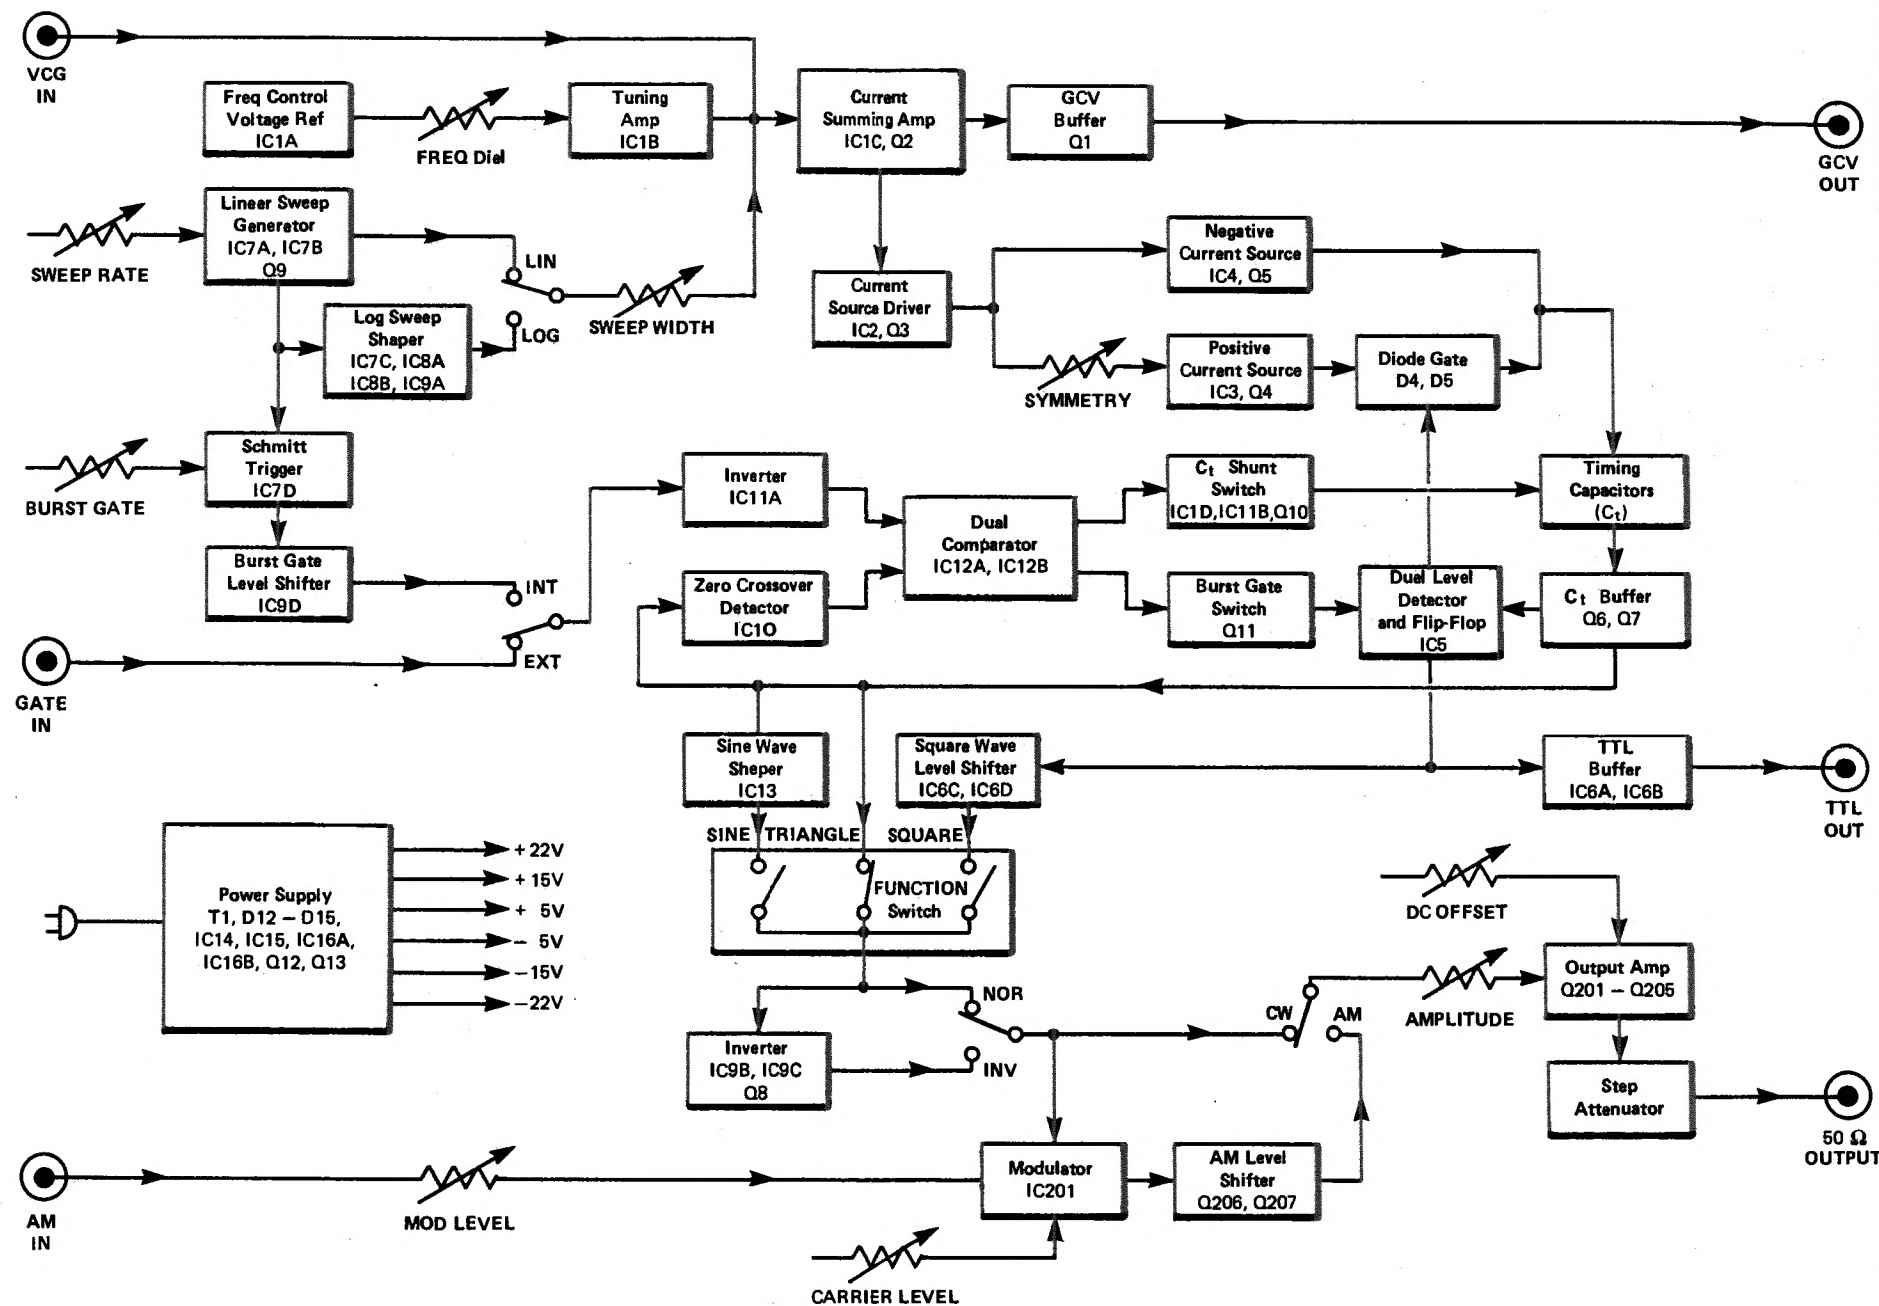 VCG
IN
Freq Control
Voltage Ref
IC1A
FREQ Dial
Tuning
Amp
IC1B
Current
Summing Amp
IC1C, Q2
GCV
Buffer
Q1
GCV
OUT
SWEEP RATE
Linear Sweep
Generator
IC7A, IC7B
Q9
LIN
LOG
SWEEP WIDTH
Log Sweep
Shaper
IC7C, IC8A
IC8B, IC9A
Current
Source Driver
IC2, Q3
Negative
Current Source
IC4, Q5
SYMMETRY
Positive
Current Source
IC3, Q4
Diode Gate
D4, D5
BURST GATE
Schmitt
Trigger
IC7D
Burst Gate
Level Shifter
IC9D
INT
EXT
GATE
IN
Inverter
IC11A
Zero Crossover
Detector
IC10
Dual
Comparator
IC12A, IC12B
Ct Shunt
Switch
IC1D, IC11B, Q10
Burst Gate
Switch
Q11
Timing
Capacitors
(Ct)
Dual Level
Detector
and Flip-Flop
IC5
Ct Buffer
Q6, Q7
Sine Wave
Shaper
IC13
Square Wave
Level Shifter
IC6C, IC6D
TTL
Buffer
IC6A, IC6B
TTL
OUT
SINE TRIANGLE SQUARE
FUNCTION
Switch
Power Supply
T1, D12 – D15,
IC14, IC15, IC16A,
IC16B, Q12, Q13
+ 22V
+ 15V
+ 5V
– 5V
– 15V
– 22V
DC OFFSET
Output Amp
Q201 – Q205
AMPLITUDE
NOR
INV
CW
AM
Inverter
IC9B, IC9C
Q8
Step
Attenuator
50 Ω
OUTPUT
AM
IN
MOD LEVEL
Modulator
IC201
AM Level
Shifter
Q206, Q207
CARRIER LEVEL